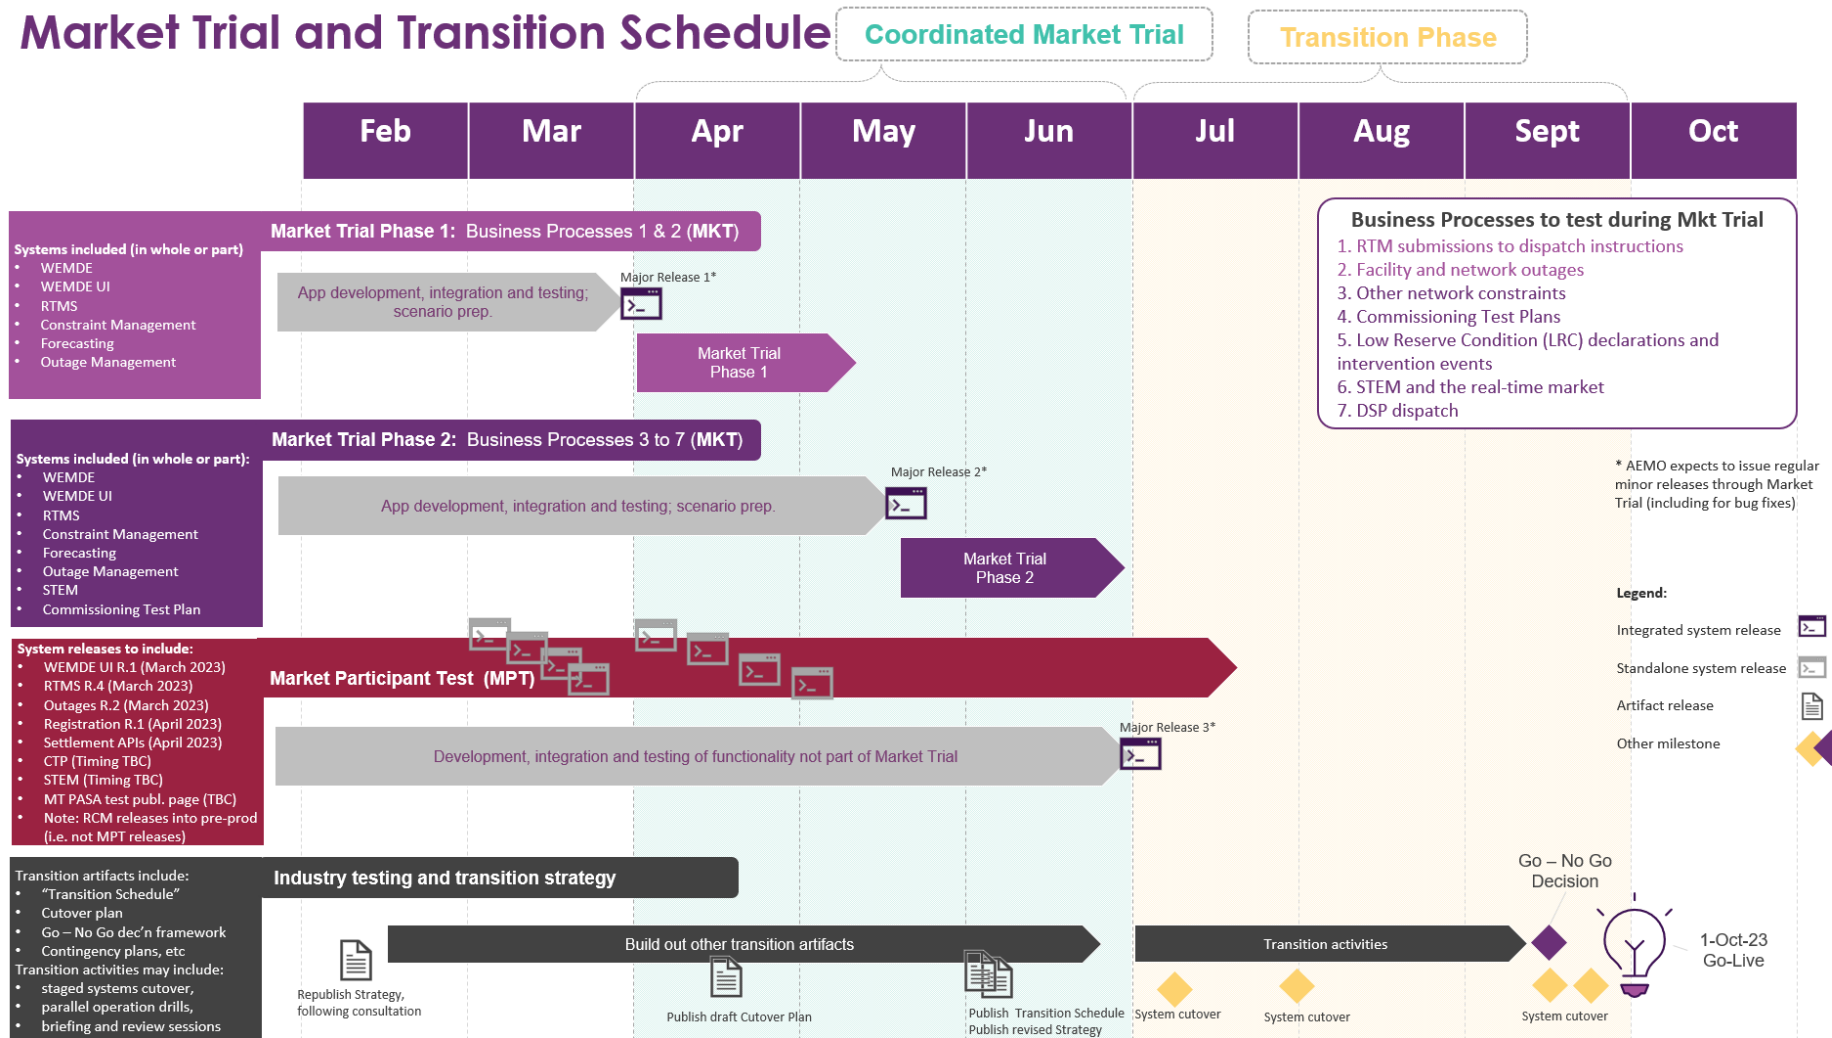 Market Trial and Transition Schedule
Coordinated Market Trial
Transition Phase
Feb
Mar
Apr
May
Jun
Jul
Aug
Sept
Oct
Systems included (in whole or part)
• WEMDE
• WEMDE UI
• RTMS
• Constraint Management
• Forecasting
• Outage Management
Market Trial Phase 1: Business Processes 1 & 2 (MKT)
App development, integration and testing;
scenario prep.
Major Release 1*
Market Trial
Phase 1
Business Processes to test during Mkt Trial
1. RTM submissions to dispatch instructions
2. Facility and network outages
3. Other network constraints
4. Commissioning Test Plans
5. Low Reserve Condition (LRC) declarations and
intervention events
6. STEM and the real-time market
7. DSP dispatch
Systems included (in whole or part):
• WEMDE
• WEMDE UI
• RTMS
• Constraint Management
• Forecasting
• Outage Management
• STEM
• Commissioning Test Plan
Market Trial Phase 2: Business Processes 3 to 7 (MKT)
App development, integration and testing; scenario prep.
Major Release 2*
Market Trial
Phase 2
* AEMO expects to issue regular
minor releases through Market
Trial (including for bug fixes)
Legend:
Integrated system release
Standalone system release
Artifact release
Other milestone
System releases to include:
• WEMDE UI R.1 (March 2023)
• RTMS R.4 (March 2023)
• Outages R.2 (March 2023)
• Registration R.1 (April 2023)
• Settlement APIs (April 2023)
• CTP (Timing TBC)
• STEM (Timing TBC)
• MT PASA test publ. page (TBC)
• Note: RCM releases into pre-prod
(i.e. not MPT releases)
Market Participant Test (MPT)
Development, integration and testing of functionality not part of Market Trial
Major Release 3*
Transition artifacts include:
• “Transition Schedule”
• Cutover plan
• Go – No Go dec’n framework
• Contingency plans, etc
Transition activities may include:
• staged systems cutover,
• parallel operation drills,
• briefing and review sessions
Industry testing and transition strategy
Build out other transition artifacts
Transition activities
Go – No Go
Decision
1-Oct-23
Go-Live
Republish Strategy,
following consultation
Publish draft Cutover Plan
Publish Transition Schedule
Publish revised Strategy
System cutover
System cutover
System cutover